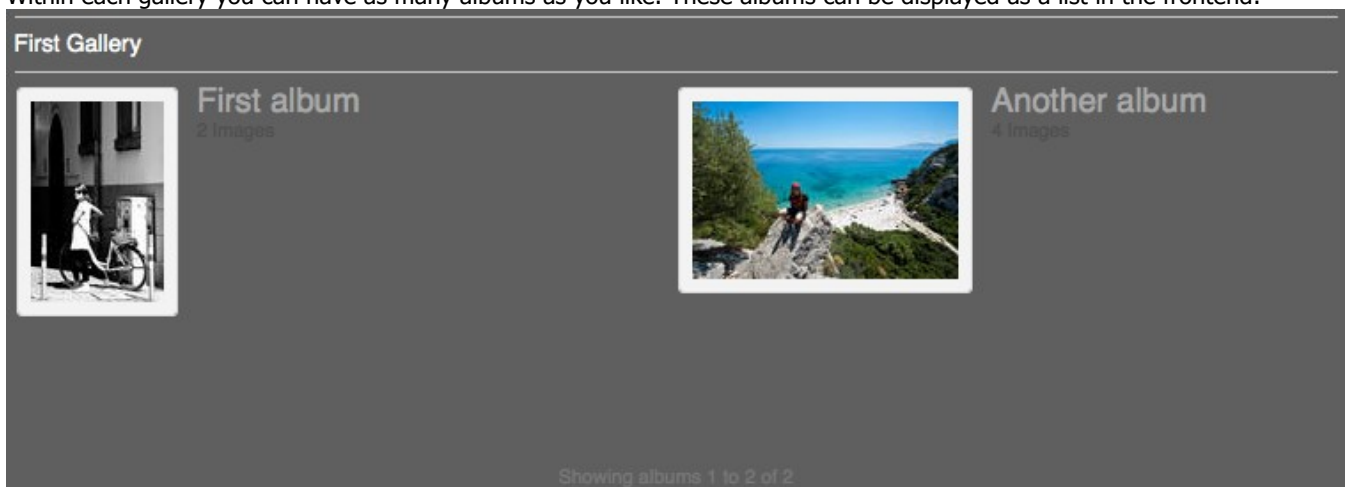 Within each gallery you can have as many albums as you like. These albums can be displayed as a list in the frontend:
First Gallery
First album
2 Images
Another album
4 Images
Showing albums 1 to 2 of 2